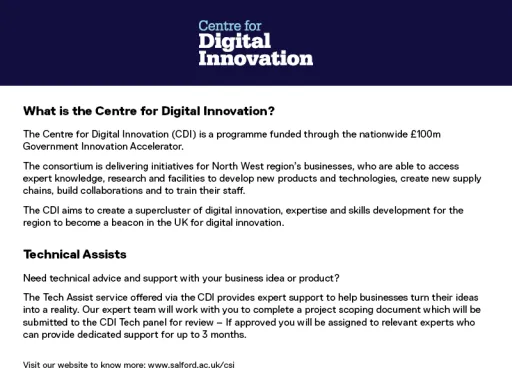 Centre for
Digital
Innovation
What is the Centre for Digital Innovation?
The Centre for Digital Innovation (CDI) is a programme funded through the nationwide £100m
Government Innovation Accelerator.
The consortium is delivering initiatives for North West region's businesses, who are able to access
expert knowledge, research and facilities to develop new products and technologies, create new supply
chains, build collaborations and to train their staff.
The CDI aims to create a supercluster of digital innovation, expertise and skills development for the
region to become a beacon in the UK for digital innovation.
Technical Assists
Need technical advice and support with your business idea or product?
The Tech Assist service offered via the CDI provides expert support to help businesses turn their ideas
into a reality. Our expert team will work with you to complete a project scoping document which will be
submitted to the CDI Tech panel for review – If approved you will be assigned to relevant experts who
can provide dedicated support for up to 3 months.
Visit our website to know more: www.salford.ac.uk/csi